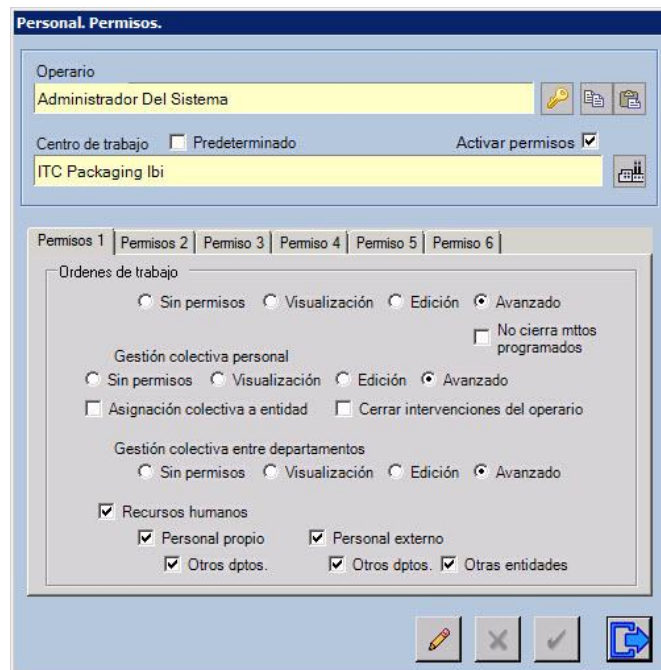 Personal. Permisos.
Operario
Administrador Del Sistema
Centro de trabajo Predeterminado Activar permisos
ITC Packaging Ibi
Permisos 1 Permisos 2 Permiso 3 Permiso 4 Permiso 5 Permiso 6
Ordenes de trabajo
Sin permisos Visualización Edición Avanzado
No cierra mttos
programados
Gestión colectiva personal
Sin permisos Visualización Edición Avanzado
Asignación colectiva a entidad Cerrar intervenciones del operario
Gestión colectiva entre departamentos
Sin permisos Visualización Edición Avanzado
Recursos humanos
Personal propio Personal externo
Otros dptos. Otros dptos. Otras entidades